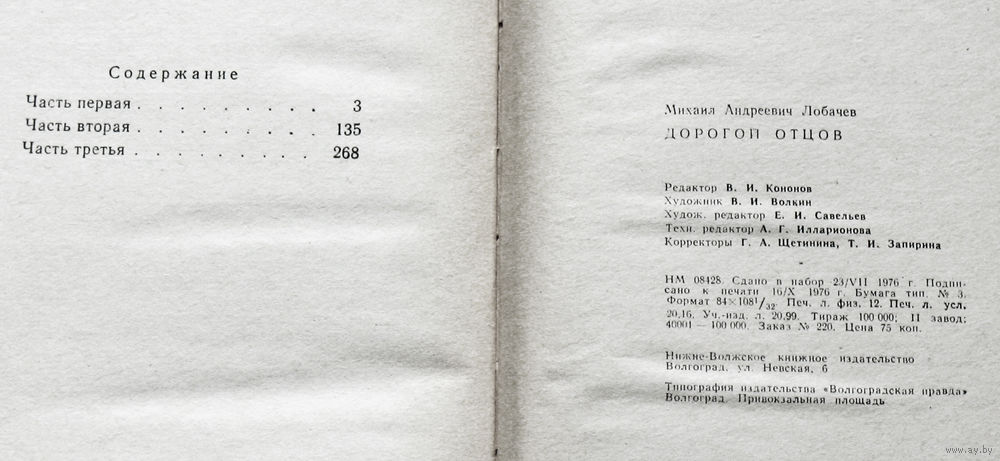 Содержание
Часть первая . . . . . . . . . 3
Часть вторая . . . . . . . . . 135
Часть третья . . . . . . . . . 268
Михаил Андреевич Лобачев
ДОРОГОЙ ОТЦОВ
Редактор В. И. Кононов
Художник В. И. Волкин
Худож. редактор Е. И. Савельев
Техн. редактор А. Г. Илларионова
Корректоры Г. А. Щетинина, Т. И. Запирина
НМ 08428. Сдано в набор 23/VII 1976 г. Подпи-
сано к печати 16/X 1976 г. Бумага тип. № 3.
Формат 84×108¹/₃₂. Печ. л. физ. 12. Печ. л. усл.
20,16. Уч.-изд. л. 20,99. Тираж 100 000; II завод:
40001 — 100 000. Заказ № 220. Цена 75 коп.
Нижне-Волжское книжное издательство
Волгоград, ул. Невская, 6
Типография издательства «Волгоградская правда»
Волгоград. Привокзальная площадь
www.ay.by